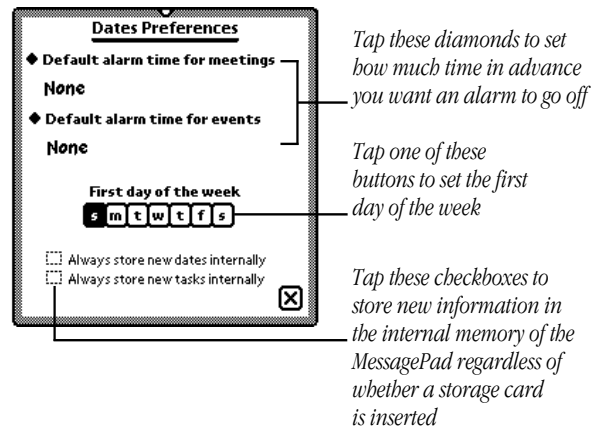 Dates Preferences
Default alarm time for meetings
None
Default alarm time for events
None
First day of the week
s m t w t f s
Always store new dates internally
Always store new tasks internally
Tap these diamonds to set
how much time in advance
you want an alarm to go off
Tap one of these
buttons to set the first
day of the week
Tap these checkboxes to
store new information in
the internal memory of the
MessagePad regardless of
whether a storage card
is inserted